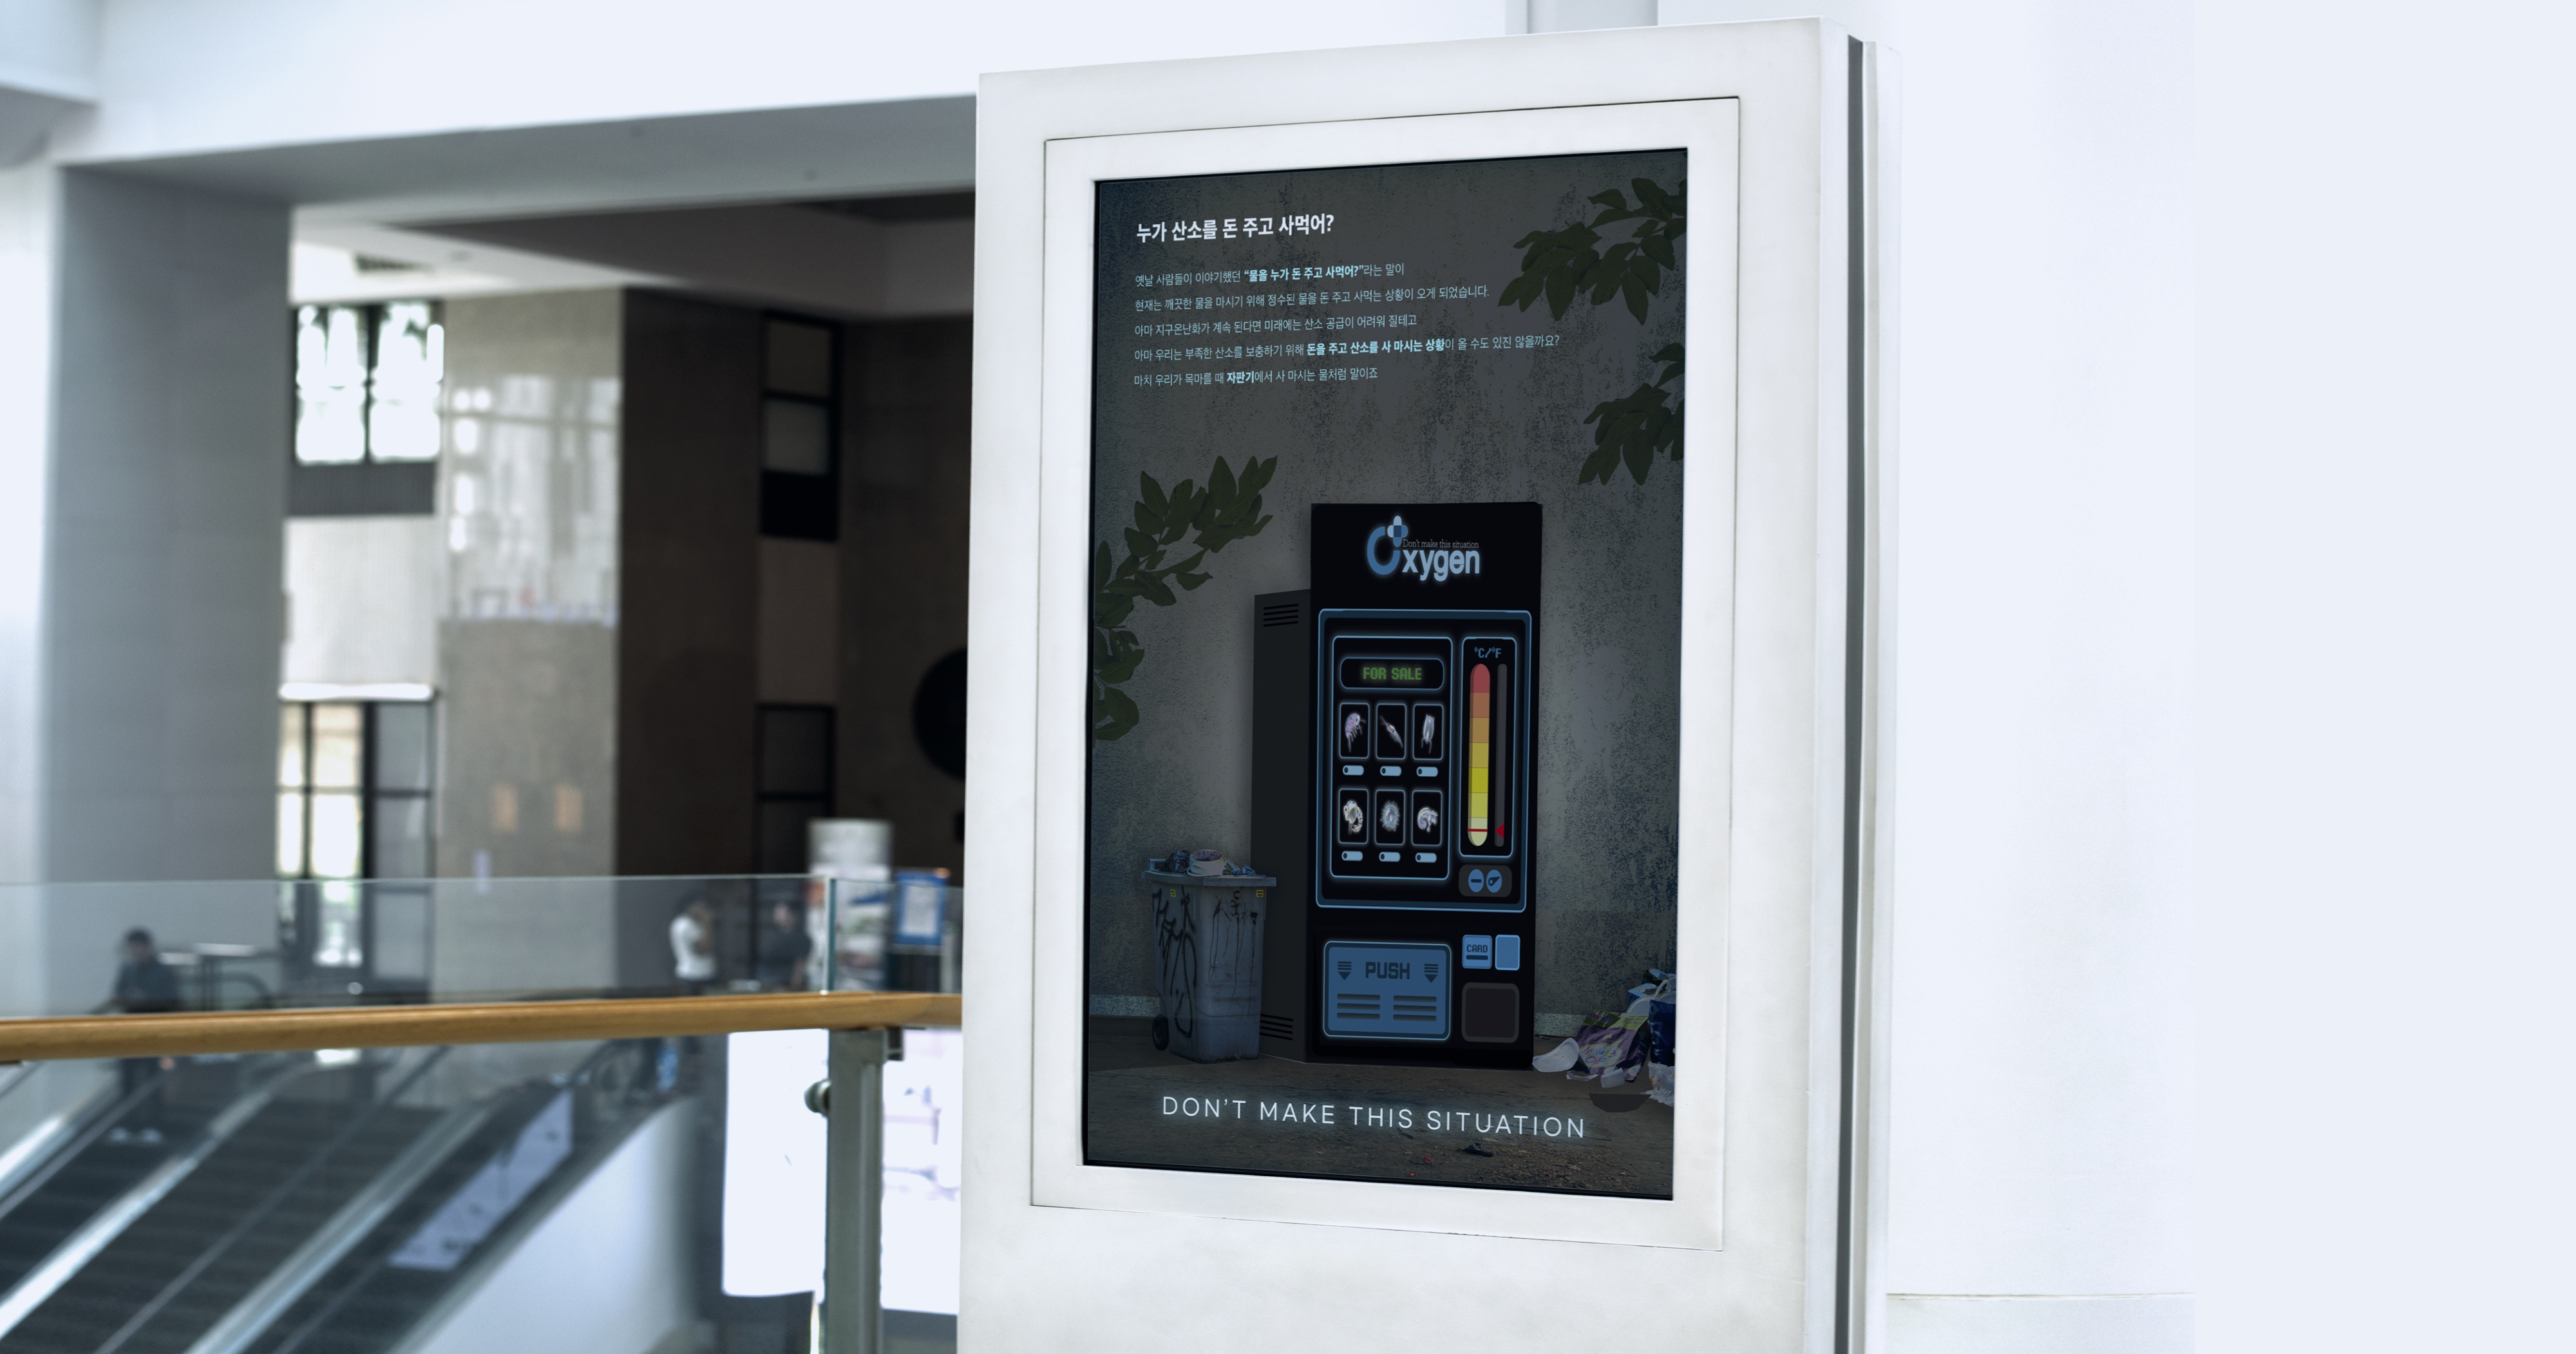 누가 산소를 돈 주고 사먹어?
옛날 사람들이 이야기했던 "물을 누가 돈 주고 사먹어?"라는 말이
현재는 깨끗한 물을 마시기 위해 정수된 물을 돈 주고 사먹는 상황이 오게 되었습니다.
아마 지구온난화가 계속 된다면 미래에는 산소 공급이 어려워 질테고
아마 우리는 부족한 산소를 보충하기 위해 돈을 주고 산소를 사 마시는 상황이 올 수도 있진 않을까요?
마치 우리가 목마를 때 자판기에서 사 마시는 물처럼 말이죠
Don't make this situation
Oxygen
°C/°F
FOR SALE
CARD
PUSH
DON'T MAKE THIS SITUATION